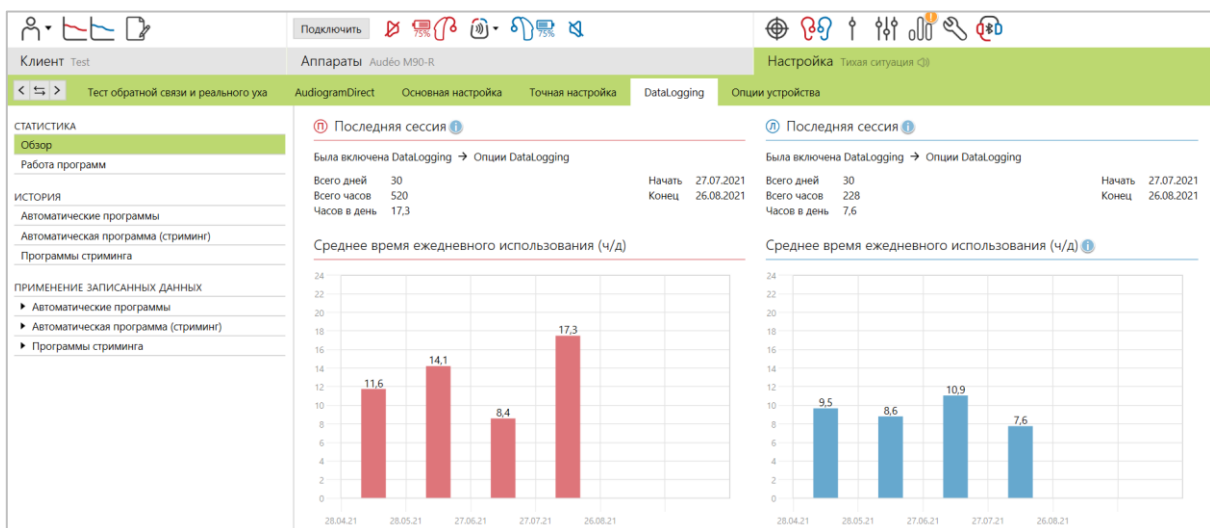 Подключить
75%
75%
Клиент Test
Аппараты Audéo M90-R
Настройка Тихая ситуация
Тест обратной связи и реального уха AudiogramDirect Основная настройка Точная настройка DataLogging Опции устройства
СТАТИСТИКА
Обзор
Работа программ
ИСТОРИЯ
Автоматические программы
Автоматическая программа (стриминг)
Программы стриминга
ПРИМЕНЕНИЕ ЗАПИСАННЫХ ДАННЫХ
Автоматические программы
Автоматическая программа (стриминг)
Программы стриминга
П Последняя сессия
Была включена DataLogging → Опции DataLogging
Всего дней 30 Начать 27.07.2021
Всего часов 520 Конец 26.08.2021
Часов в день 17,3
Среднее время ежедневного использования (ч/д)
24
22
20
18
16
14
12
10
8
6
4
2
0
11,6
14,1
8,4
17,3
28.04.21 28.05.21 27.06.21 27.07.21 26.08.21
Л Последняя сессия
Была включена DataLogging → Опции DataLogging
Всего дней 30 Начать 27.07.2021
Всего часов 228 Конец 26.08.2021
Часов в день 7,6
Среднее время ежедневного использования (ч/д)
24
22
20
18
16
14
12
10
8
6
4
2
0
9,5
8,6
10,9
7,6
28.04.21 28.05.21 27.06.21 27.07.21 26.08.21